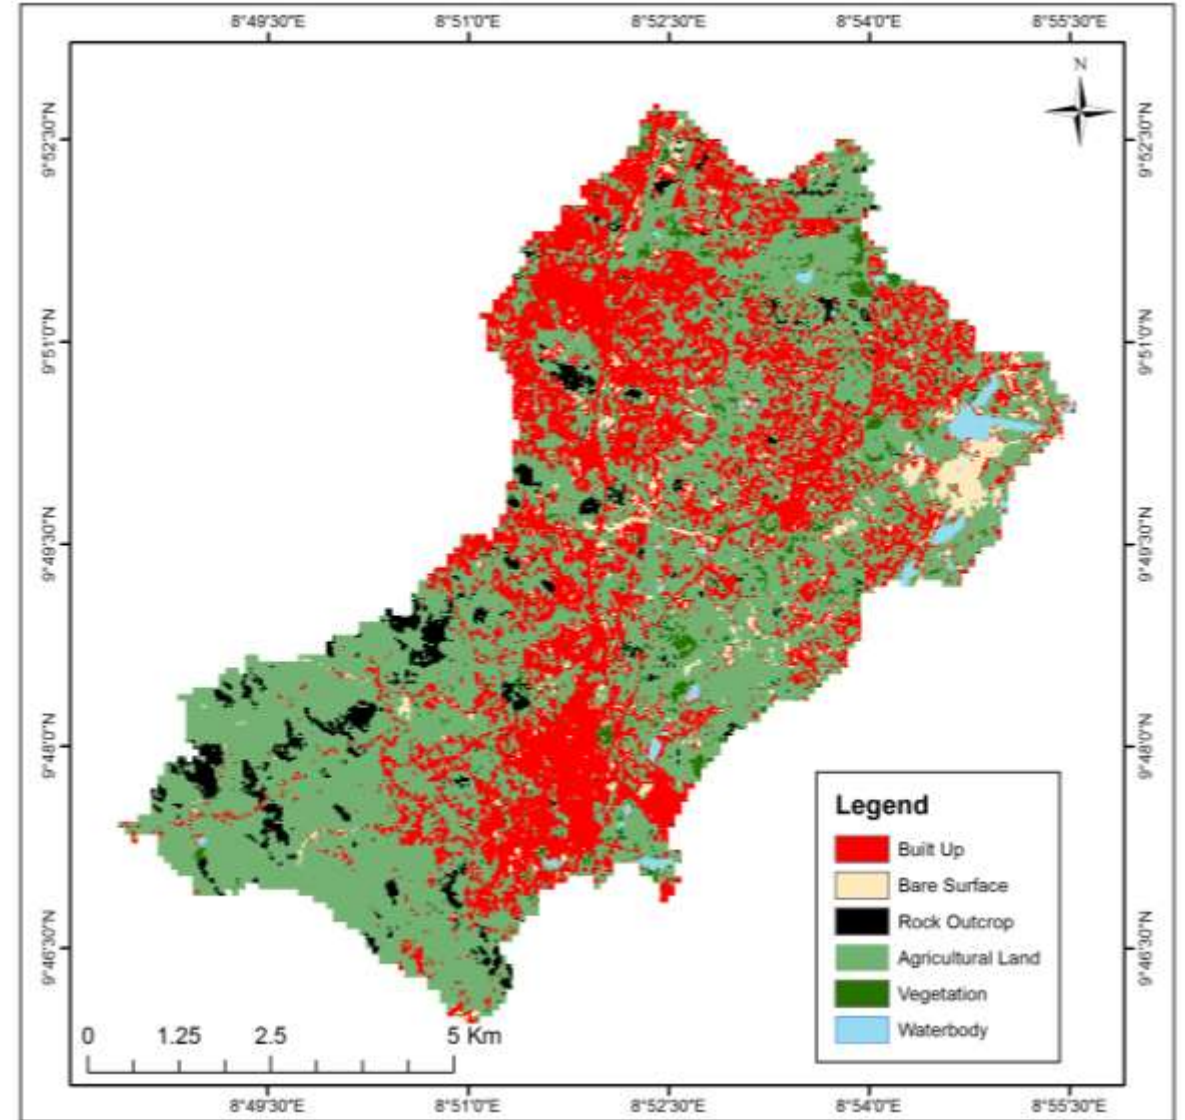 8°49'30"E 8°51'0"E 8°52'30"E 8°54'0"E 8°55'30"E
N
9°52'30"N 9°52'30"N
9°51'0"N 9°51'0"N
9°49'30"N 9°49'30"N
9°48'0"N 9°48'0"N
9°46'30"N 9°46'30"N
Legend
Built Up
Bare Surface
Rock Outcrop
Agricultural Land
Vegetation
Waterbody
0 1.25 2.5 5 Km
8°49'30"E 8°51'0"E 8°52'30"E 8°54'0"E 8°55'30"E